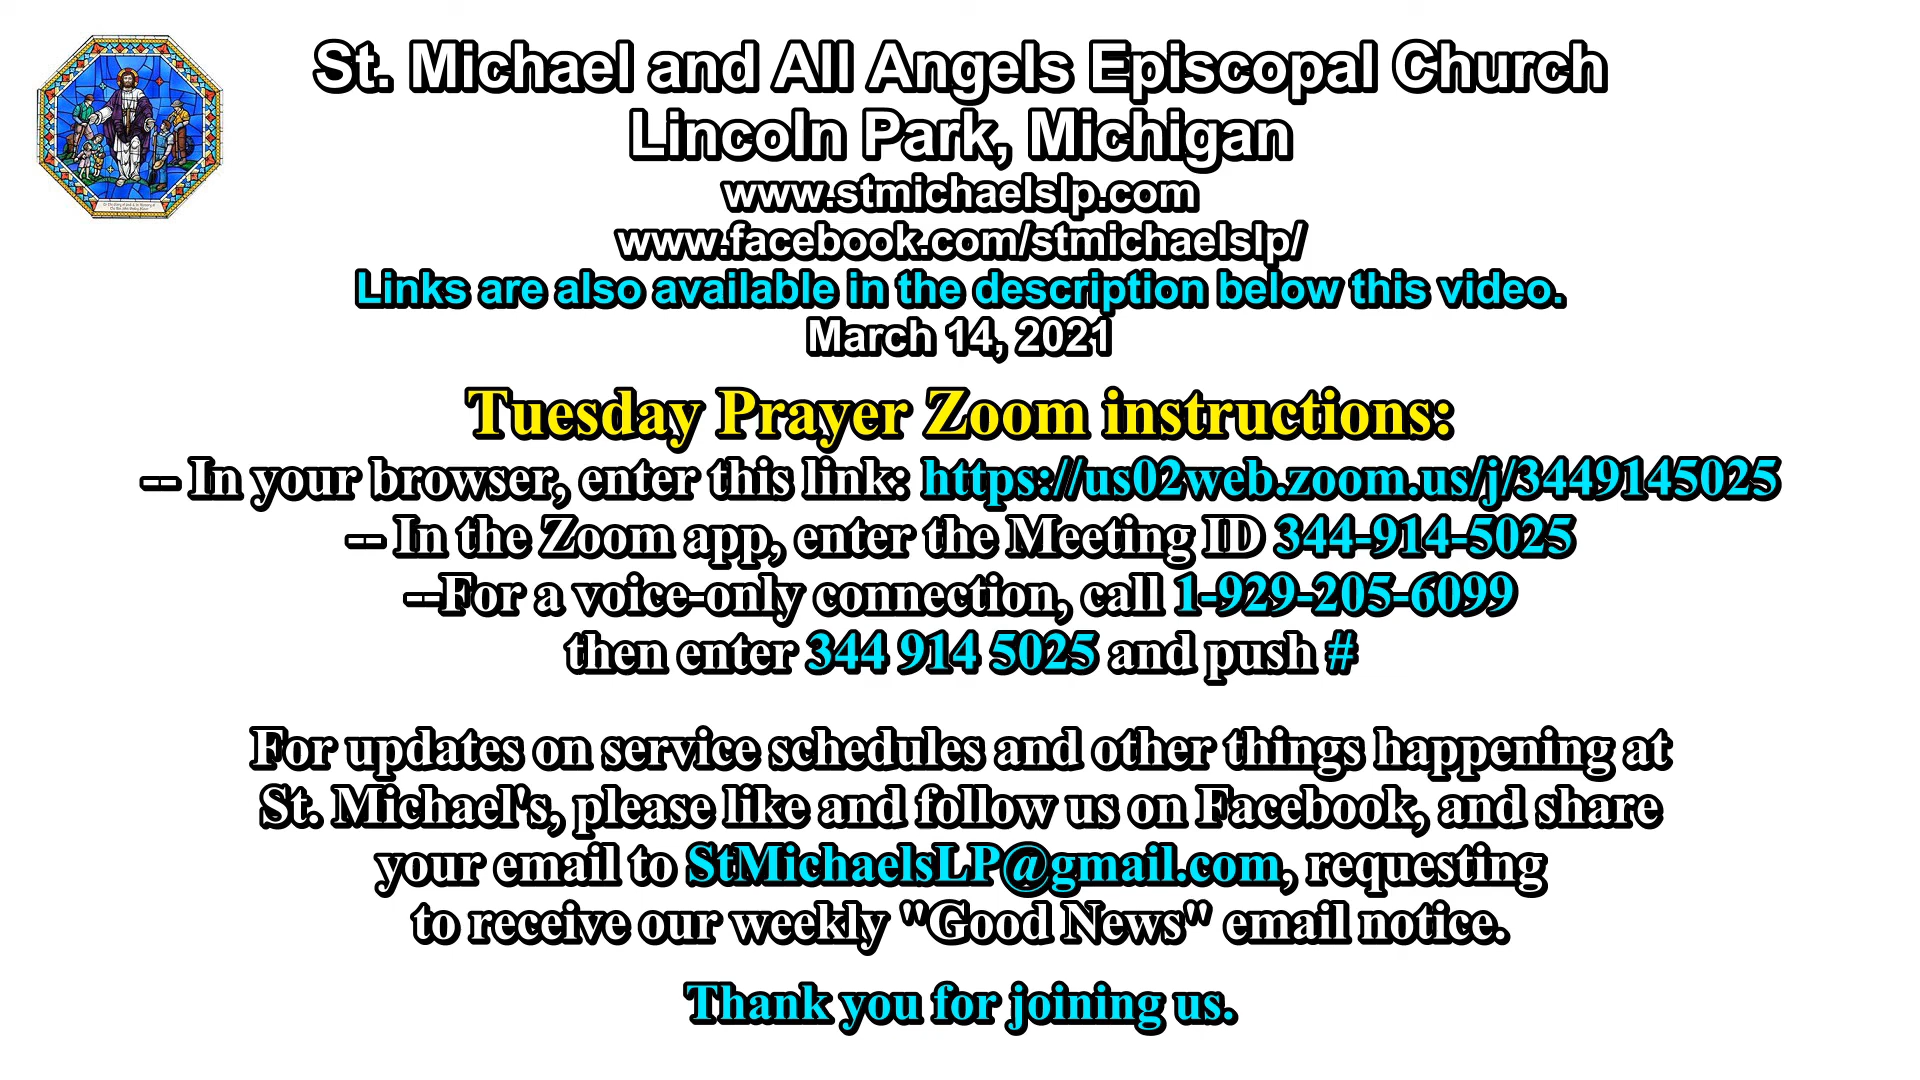 St. Michael and All Angels Episcopal Church
Lincoln Park, Michigan
www.stmichaelslp.com
www.facebook.com/stmichaelslp/
Links are also available in the description below this video.
March 14, 2021
Tuesday Prayer Zoom instructions:
-- In your browser, enter this link: https://us02web.zoom.us/j/3449145025
-- In the Zoom app, enter the Meeting ID 344-914-5025
--For a voice-only connection, call 1-929-205-6099
then enter 344 914 5025 and push #
For updates on service schedules and other things happening at
St. Michael's, please like and follow us on Facebook, and share
your email to StMichaelsLP@gmail.com, requesting
to receive our weekly "Good News" email notice.
Thank you for joining us.